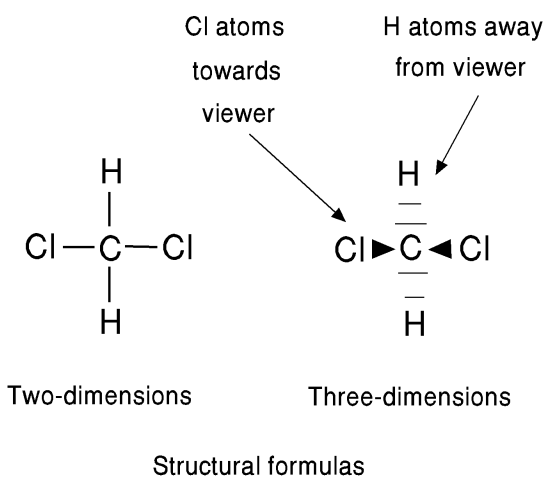 Cl atoms
towards
viewer
H atoms away
from viewer
H
Cl C Cl
H
H
Cl C Cl
H
Two-dimensions
Three-dimensions
Structural formulas